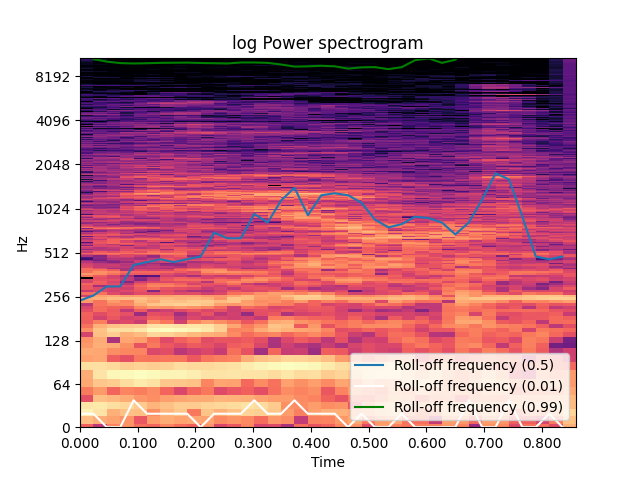 log Power spectrogram
Hz
8192
4096
2048
1024
512
256
128
64
0
Roll-off frequency (0.5)
Roll-off frequency (0.01)
Roll-off frequency (0.99)
0.000 0.100 0.200 0.300 0.400 0.500 0.600 0.700 0.800
Time